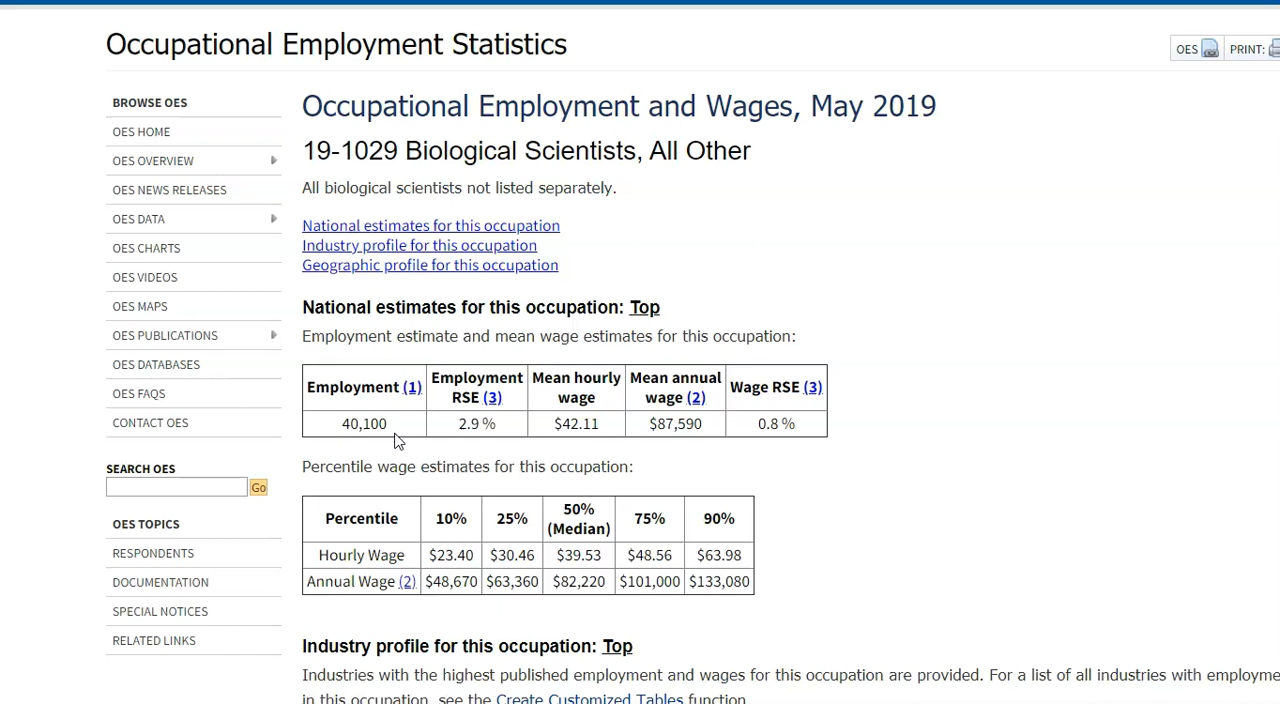 Occupational Employment Statistics
OES
PRINT:
BROWSE OES
OES HOME
OES OVERVIEW
OES NEWS RELEASES
OES DATA
OES CHARTS
OES VIDEOS
OES MAPS
OES PUBLICATIONS
OES DATABASES
OES FAQS
CONTACT OES
SEARCH OES
Go
OES TOPICS
RESPONDENTS
DOCUMENTATION
SPECIAL NOTICES
RELATED LINKS
Occupational Employment and Wages, May 2019
19-1029 Biological Scientists, All Other
All biological scientists not listed separately.
National estimates for this occupation
Industry profile for this occupation
Geographic profile for this occupation
National estimates for this occupation: Top
Employment estimate and mean wage estimates for this occupation:
Employment (1) Employment RSE (3) Mean hourly wage Mean annual wage (2) Wage RSE (3)
40,100 2.9 % $42.11 $87,590 0.8 %
Percentile wage estimates for this occupation:
Percentile 10% 25% 50% (Median) 75% 90%
Hourly Wage $23.40 $30.46 $39.53 $48.56 $63.98
Annual Wage (2) $48,670 $63,360 $82,220 $101,000 $133,080
Industry profile for this occupation: Top
Industries with the highest published employment and wages for this occupation are provided. For a list of all industries with employme
in this occupation, see the Create Customized Tables function.